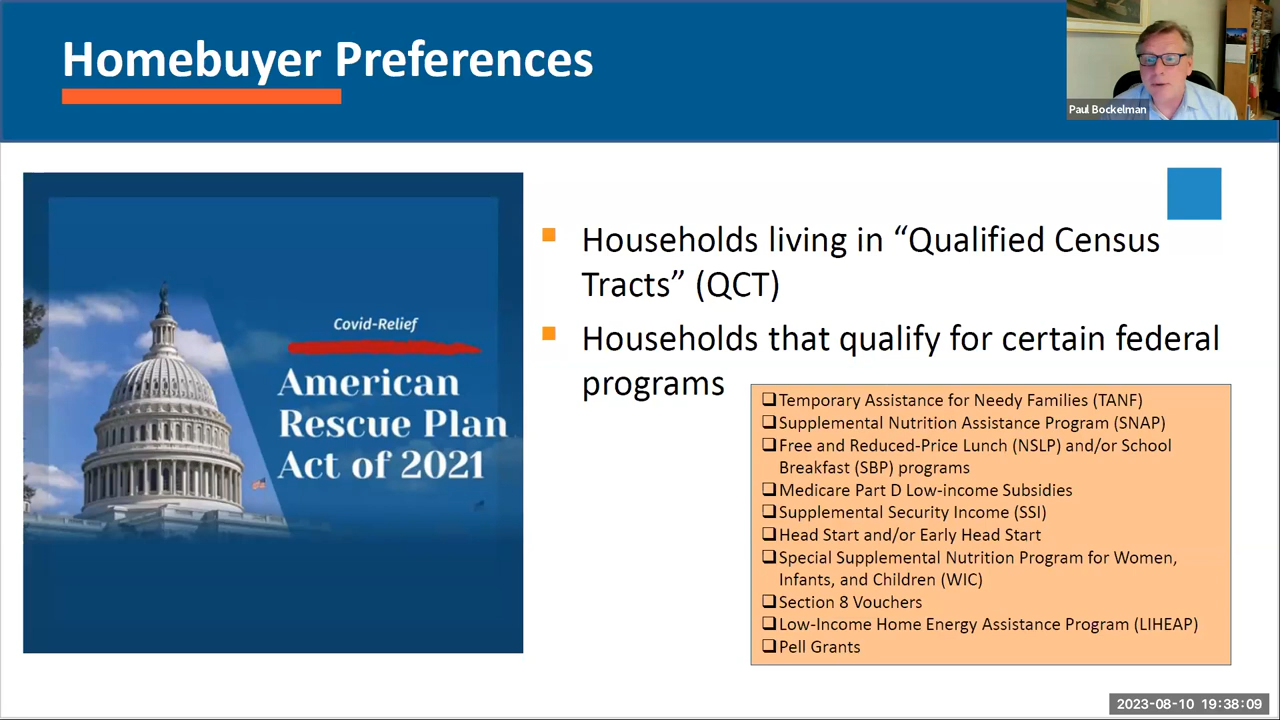 Homebuyer Preferences
Paul Bockelman
Covid-Relief
American
Rescue Plan
Act of 2021
Households living in “Qualified Census
Tracts” (QCT)
Households that qualify for certain federal
programs
Temporary Assistance for Needy Families (TANF)
Supplemental Nutrition Assistance Program (SNAP)
Free and Reduced-Price Lunch (NSLP) and/or School
Breakfast (SBP) programs
Medicare Part D Low-income Subsidies
Supplemental Security Income (SSI)
Head Start and/or Early Head Start
Special Supplemental Nutrition Program for Women,
Infants, and Children (WIC)
Section 8 Vouchers
Low-Income Home Energy Assistance Program (LIHEAP)
Pell Grants
2023-08-10 19:38:09